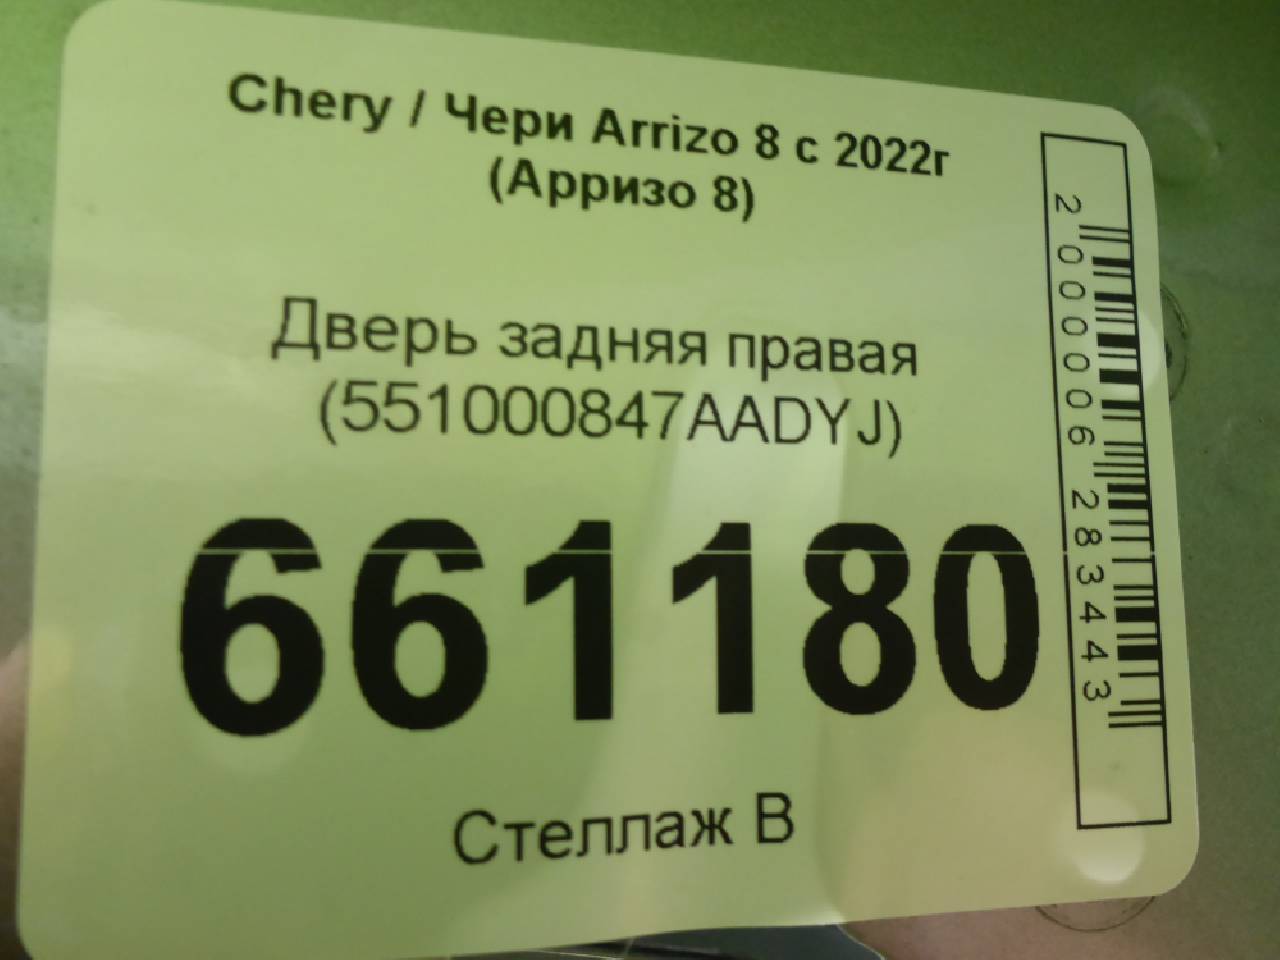 Chery / Чери Arrizo 8 с 2022г
(Арризо 8)
Дверь задняя правая
(551000847AADYJ)
661180
Стеллаж В
2000006283443